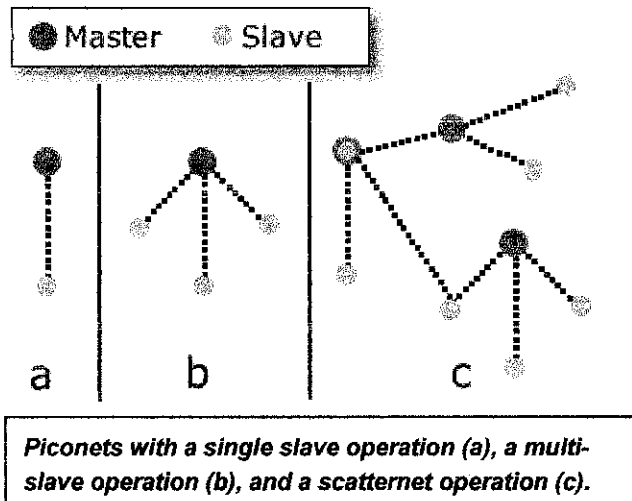 Master Slave
a b c
Piconets with a single slave operation (a), a multi-
slave operation (b), and a scatternet operation (c).